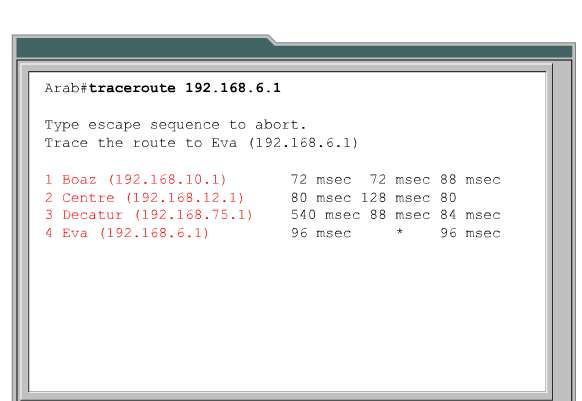 Arab#traceroute 192.168.6.1
Type escape sequence to abort.
Trace the route to Eva (192.168.6.1)
1 Boaz (192.168.10.1) 72 msec 72 msec 88 msec
2 Centre (192.168.12.1) 80 msec 128 msec 80
3 Decatur (192.168.75.1) 540 msec 88 msec 84 msec
4 Eva (192.168.6.1) 96 msec * 96 msec